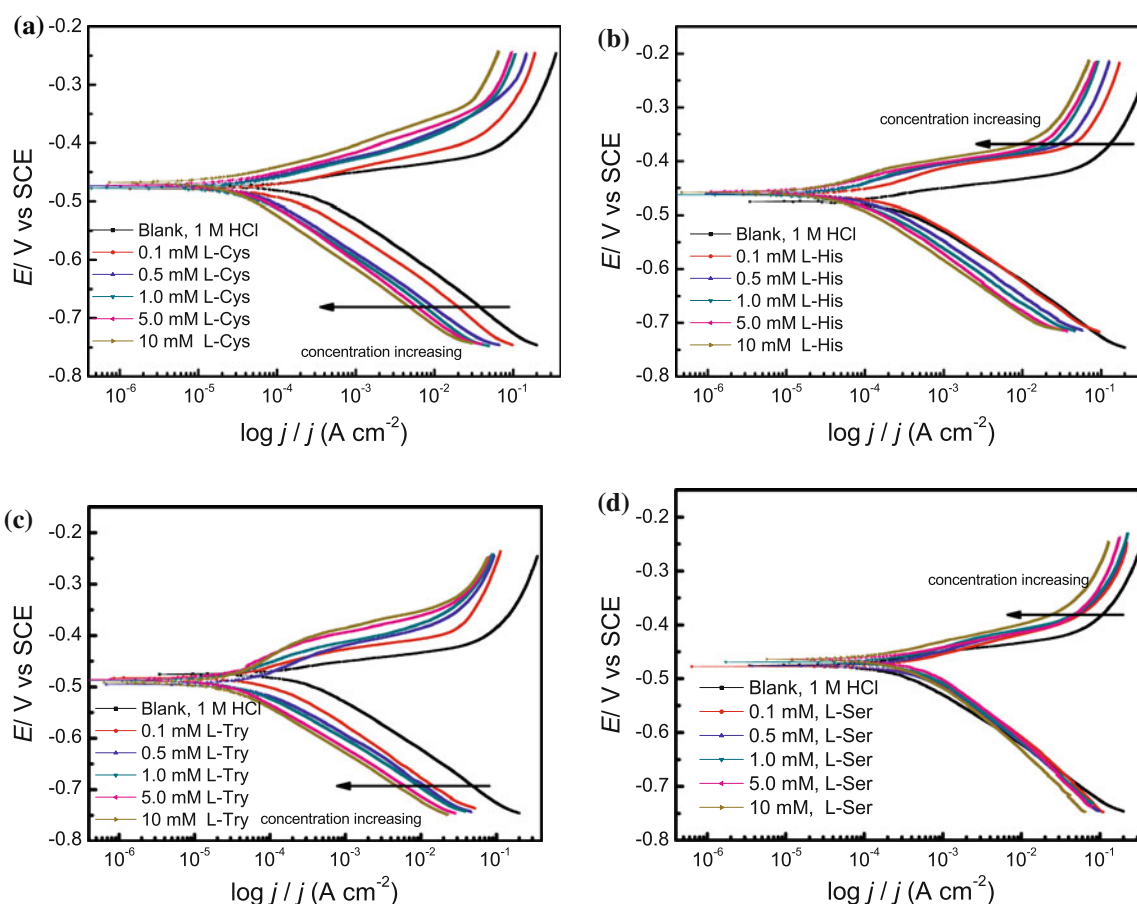 (a)
-0.2
-0.3
-0.4
-0.5
-0.6
-0.7
-0.8
E/ V vs SCE
Blank, 1 M HCl
0.1 mM L-Cys
0.5 mM L-Cys
1.0 mM L-Cys
5.0 mM L-Cys
10 mM L-Cys
concentration increasing
10⁻⁶ 10⁻⁵ 10⁻⁴ 10⁻³ 10⁻² 10⁻¹
log j / j (A cm⁻²)
(b)
-0.2
-0.3
-0.4
-0.5
-0.6
-0.7
-0.8
E/ V vs SCE
concentration increasing
Blank, 1 M HCl
0.1 mM L-His
0.5 mM L-His
1.0 mM L-His
5.0 mM L-His
10 mM L-His
10⁻⁶ 10⁻⁵ 10⁻⁴ 10⁻³ 10⁻² 10⁻¹
log j / j (A cm⁻²)
(c)
-0.2
-0.3
-0.4
-0.5
-0.6
-0.7
-0.8
E/ V vs SCE
Blank, 1 M HCl
0.1 mM L-Try
0.5 mM L-Try
1.0 mM L-Try
5.0 mM L-Try
10 mM L-Try
concentration increasing
10⁻⁶ 10⁻⁵ 10⁻⁴ 10⁻³ 10⁻² 10⁻¹
log j / j (A cm⁻²)
(d)
-0.2
-0.3
-0.4
-0.5
-0.6
-0.7
-0.8
E/ V vs SCE
concentration increasing
Blank, 1 M HCl
0.1 mM, L-Ser
0.5 mM, L-Ser
1.0 mM, L-Ser
5.0 mM, L-Ser
10 mM, L-Ser
10⁻⁶ 10⁻⁵ 10⁻⁴ 10⁻³ 10⁻² 10⁻¹
log j / j (A cm⁻²)